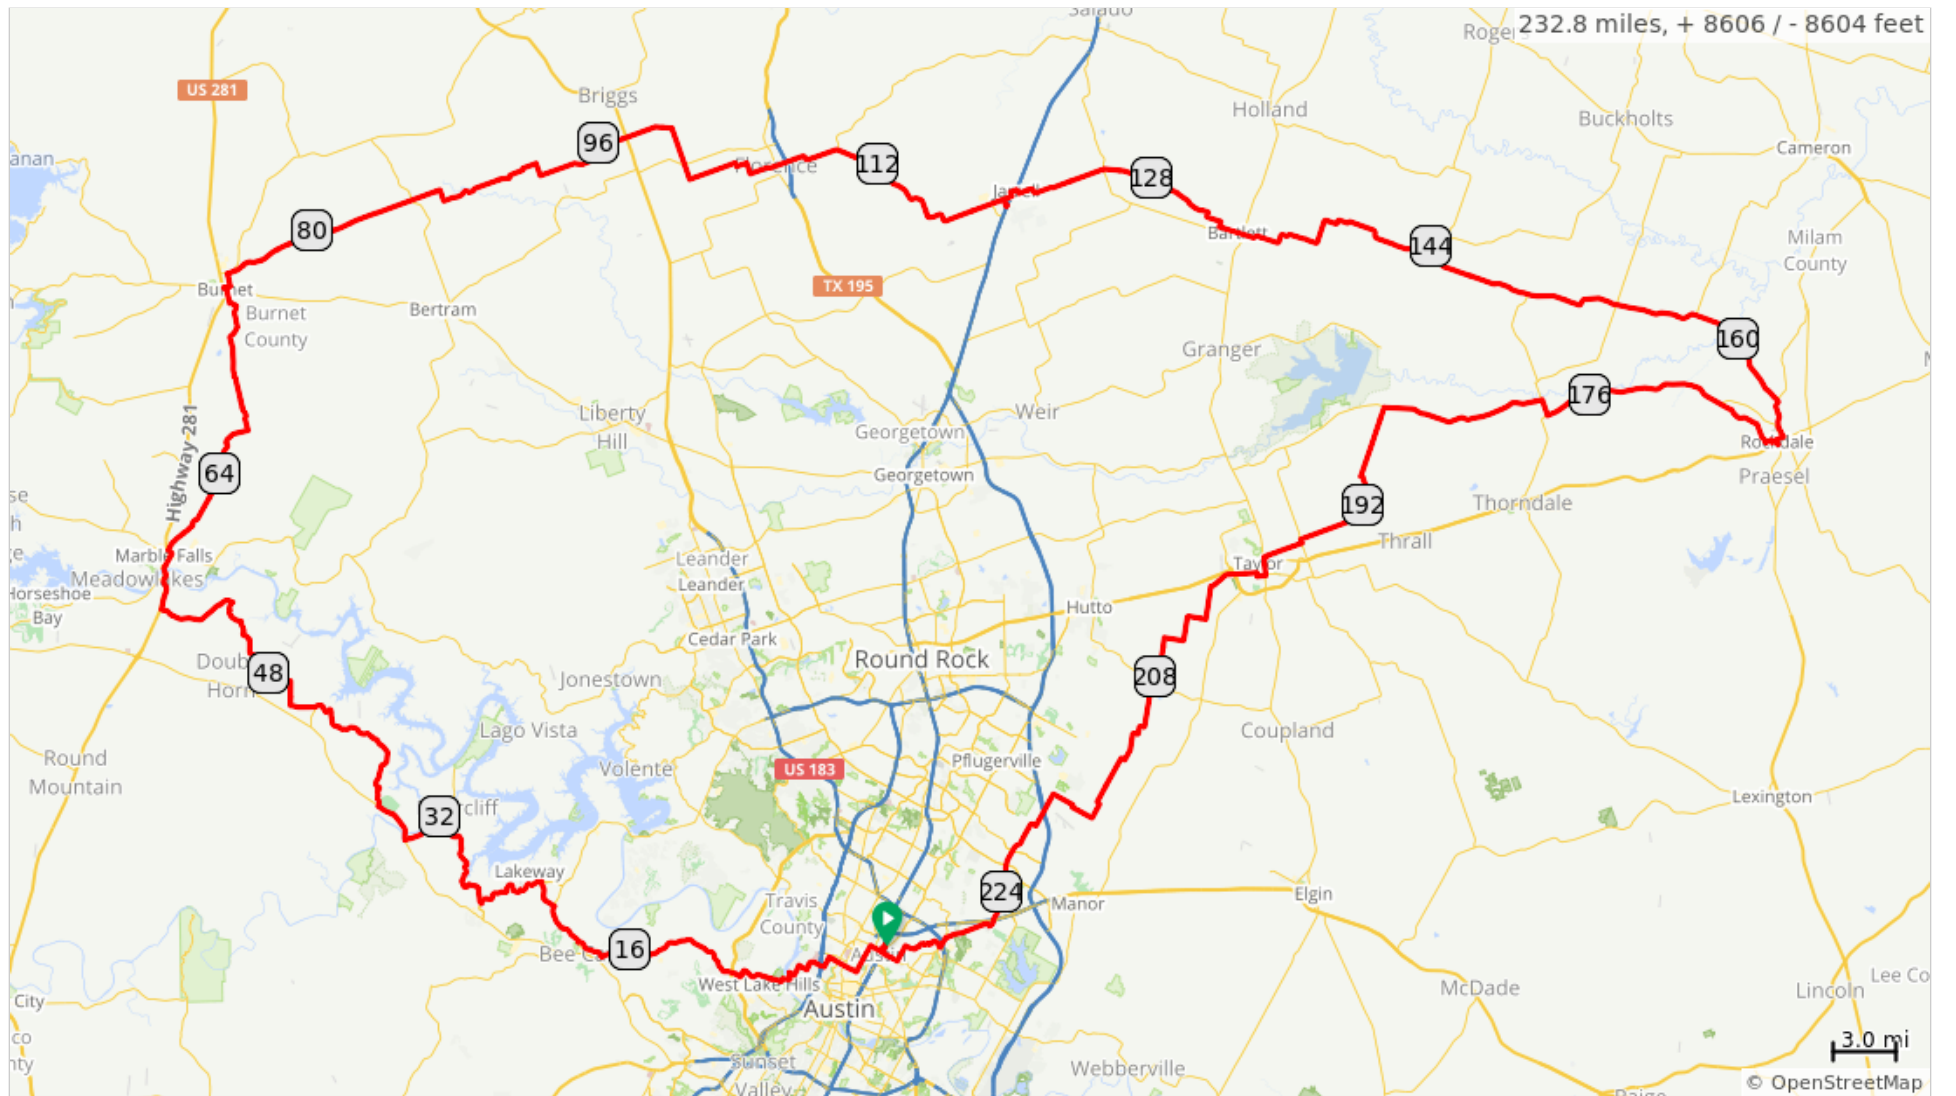 Salado
232.8 miles, + 8606 / - 8604 feet
US 281
Briggs
Holland
Buckholts
Cameron
96
112
128
80
144
Bartlett
Milam
County
Burnet
TX 195
Burnet
County
Bertram
160
Granger
176
Highway 281
Liberty
Hill
Weir
Georgetown
Georgetown
Rockdale
Praesel
64
192
Thorndale
Thrall
Marble Falls
Meadowlakes
Horseshoe
Bay
Leander
Leander
Taylor
Hutto
Cedar Park
Round Rock
48
208
Jonestown
Lago Vista
Coupland
Round
Mountain
Volente
US 183
Pflugerville
Lexington
32
Lakeway
224
Elgin
Manor
Travis
County
16
Austin
West Lake Hills
Austin
McDade
Lincoln
Lee Co
City
3.0 mi
Sunset
Valley
Webberville
© OpenStreetMap